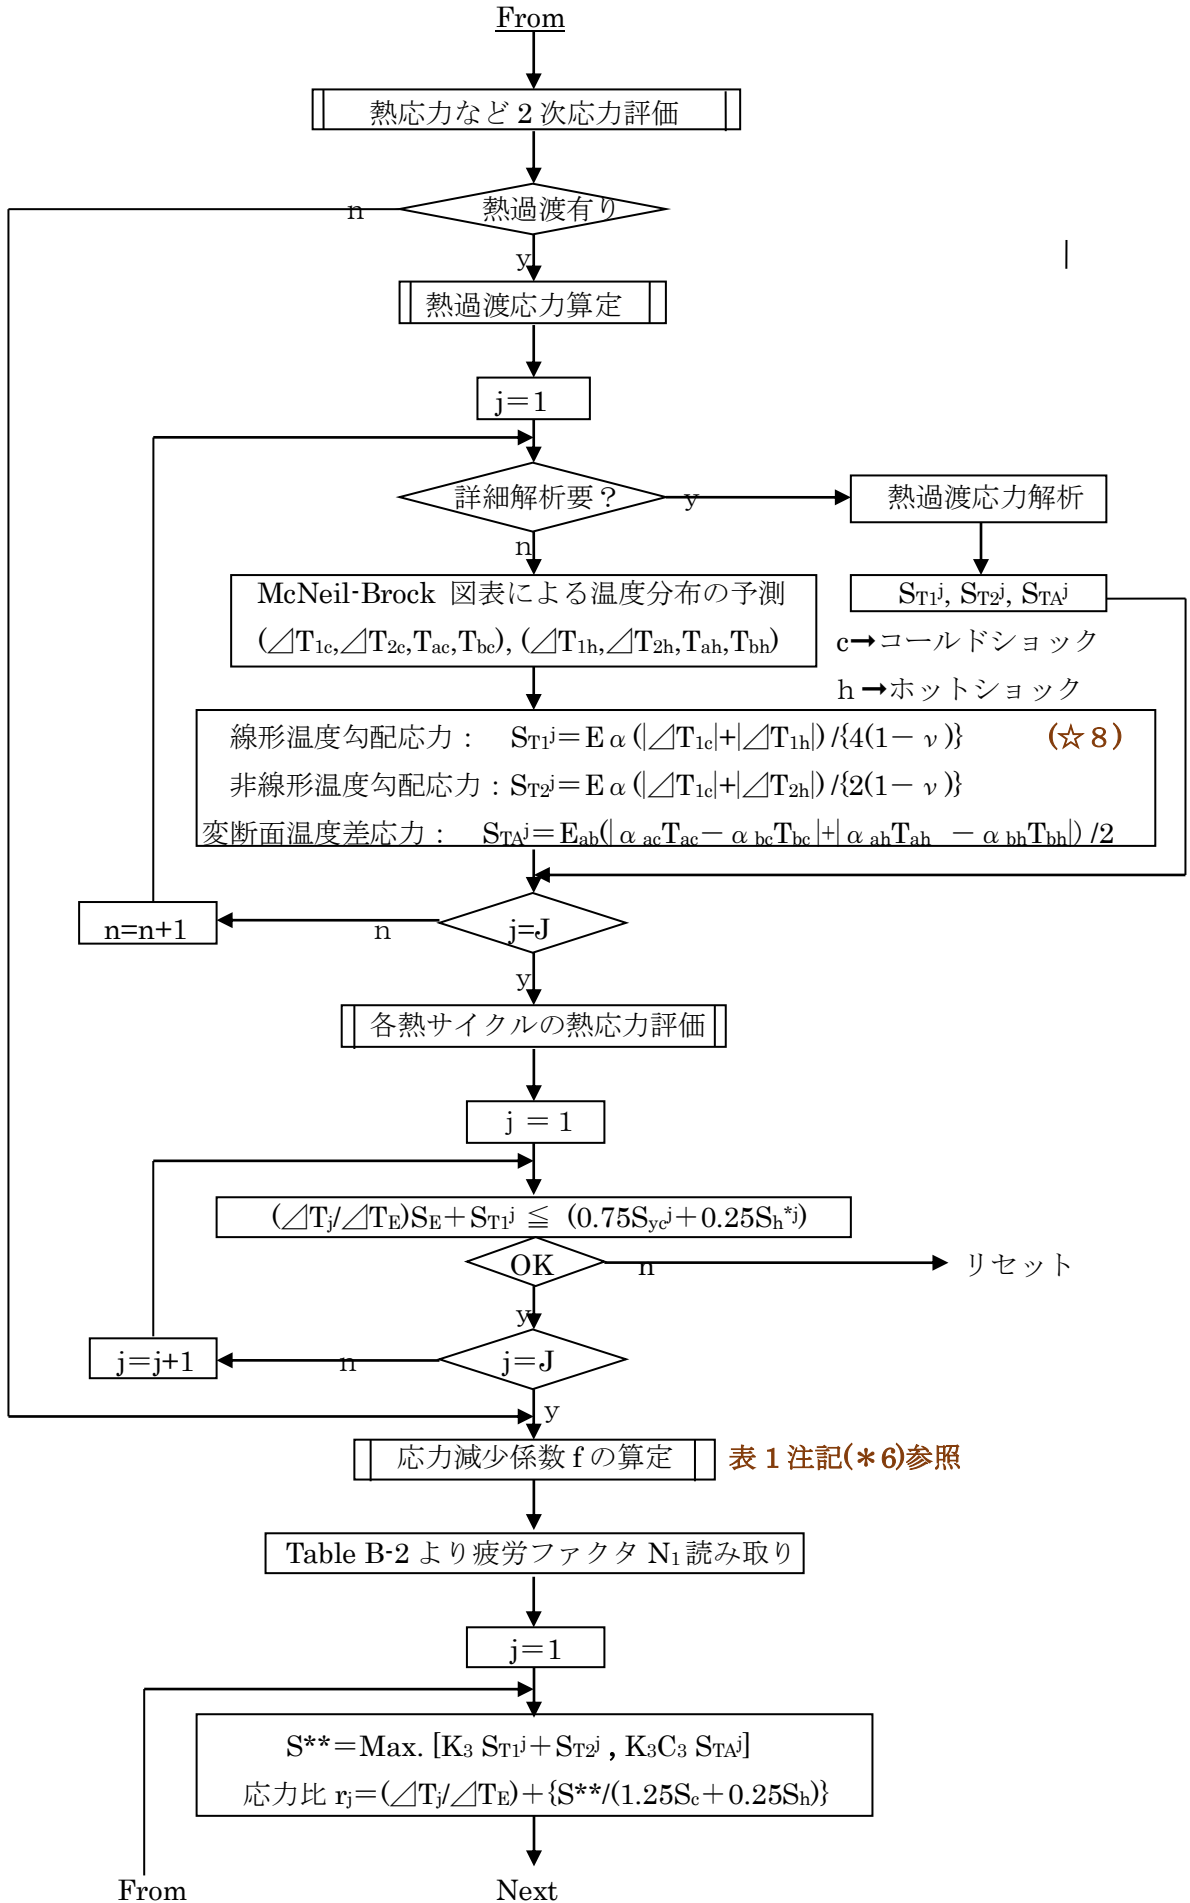 From
熱応力など 2 次応力評価
n
熱過渡有り
y
熱過渡応力算定
j＝1
詳細解析要？
y
熱過渡応力解析
n
McNeil-Brock 図表による温度分布の予測
(⊿T1c,⊿T2c,Tac,Tbc), (⊿T1h,⊿T2h,Tah,Tbh)
ST1j, ST2j, STAj
c→コールドショック
ｈ→ホットショック
線形温度勾配応力： ST1j＝Eα(|⊿T1c|+|⊿T1h|) /{4(1－ν)} (☆８)
非線形温度勾配応力：ST2j＝Eα(|⊿T1c|+|⊿T2h|) /{2(1－ν)}
変断面温度差応力： STAj＝Eab(|αacTac－αbcTbc|+|αahTah －αbhTbh|) /2
n=n+1
n
j=J
y
各熱サイクルの熱応力評価
j ＝ 1
(⊿Tj/⊿TE)SE＋ST1j ≦ (0.75Sycj＋0.25Sh*j)
OK
n
リセット
y
j=j+1
n
j＝J
y
応力減少係数 f の算定
表 1 注記(＊6)参照
Table B-2 より疲労ファクタ N1 読み取り
j＝1
S**＝Max. [K3 ST1j＋ST2j , K3C3 STAj]
応力比 rj＝(⊿Tj/⊿TE)＋{S**/(1.25Sc＋0.25Sh)}
From
Next